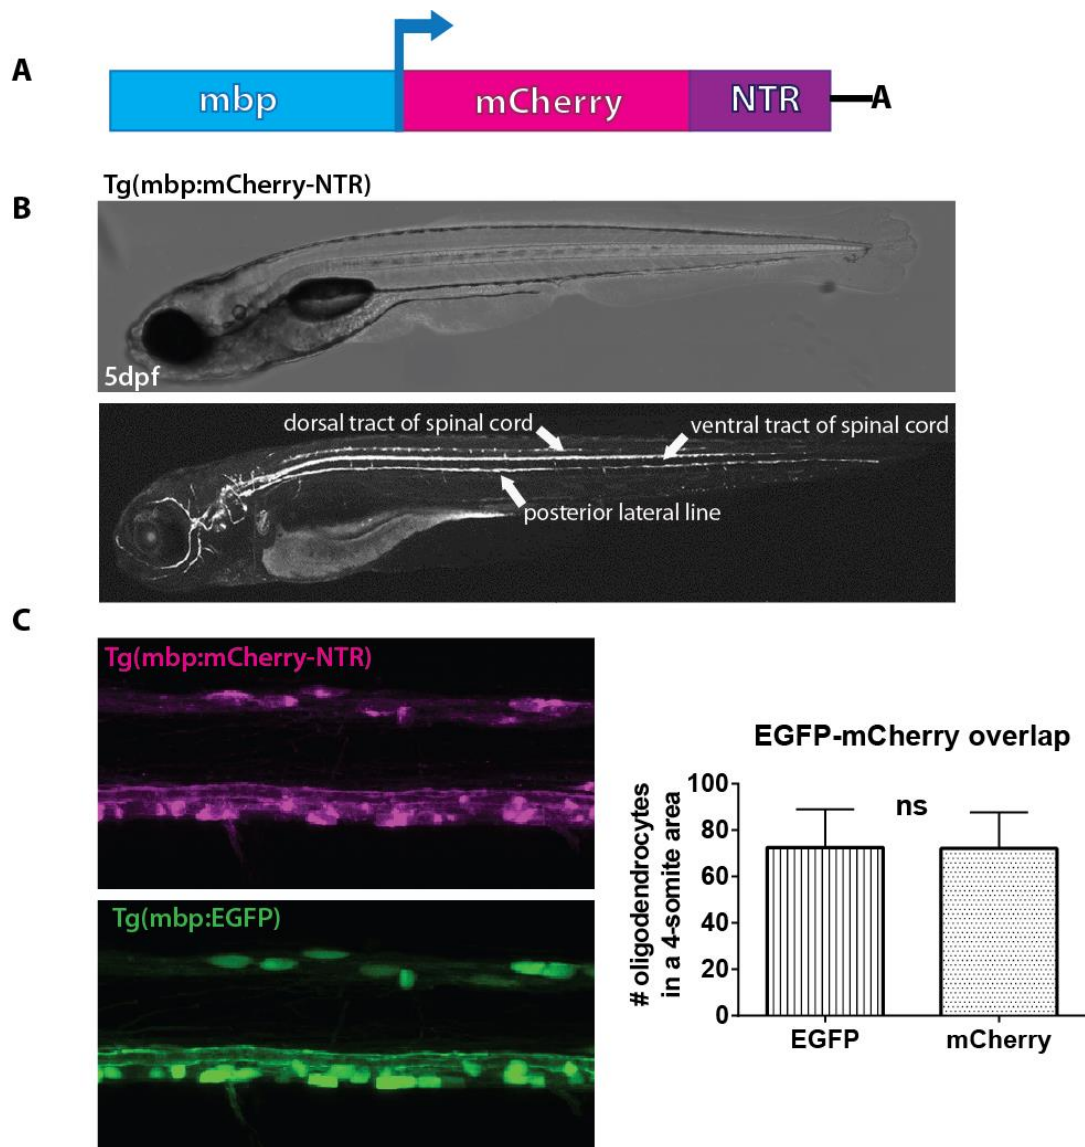 A
mbp
mCherry
NTR
A
B
Tg(mbp:mCherry-NTR)
5dpf
dorsal tract of spinal cord
ventral tract of spinal cord
posterior lateral line
C
Tg(mbp:mCherry-NTR)
Tg(mbp:EGFP)
EGFP-mCherry overlap
# oligodendrocytes
in a 4-somite area
100
80
60
40
20
0
ns
EGFP
mCherry